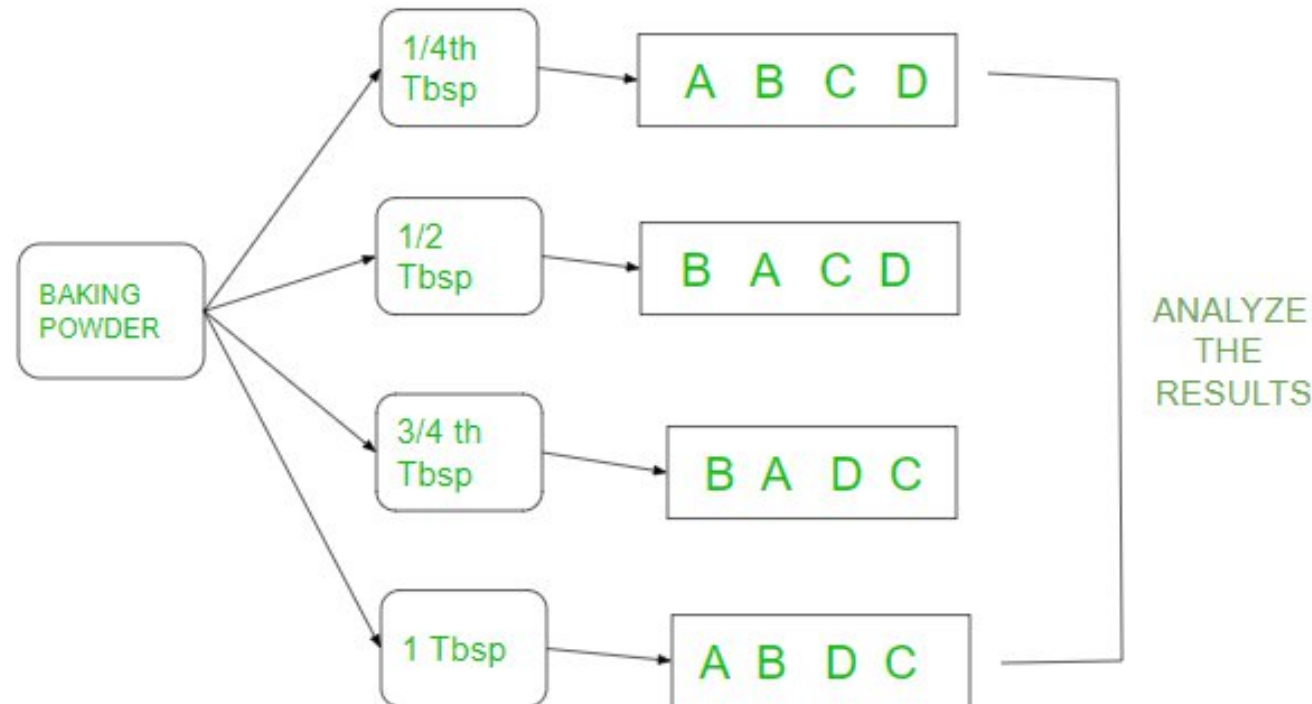 1/4th
Tbsp
A B C D
1/2
Tbsp
B A C D
BAKING
POWDER
ANALYZE
THE
RESULTS
3/4 th
Tbsp
B A D C
1 Tbsp
A B D C